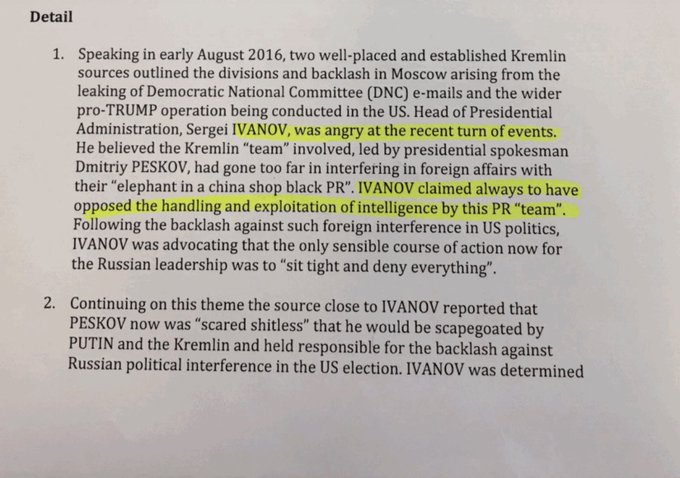 Detail
1. Speaking in early August 2016, two well-placed and established Kremlin
sources outlined the divisions and backlash in Moscow arising from the
leaking of Democratic National Committee (DNC) e-mails and the wider
pro-TRUMP operation being conducted in the US. Head of Presidential
Administration, Sergei IVANOV, was angry at the recent turn of events.
He believed the Kremlin “team” involved, led by presidential spokesman
Dmitriy PESKOV, had gone too far in interfering in foreign affairs with
their “elephant in a china shop black PR”. IVANOV claimed always to have
opposed the handling and exploitation of intelligence by this PR “team”.
Following the backlash against such foreign interference in US politics,
IVANOV was advocating that the only sensible course of action now for
the Russian leadership was to “sit tight and deny everything”.
2. Continuing on this theme the source close to IVANOV reported that
PESKOV now was “scared shitless” that he would be scapegoated by
PUTIN and the Kremlin and held responsible for the backlash against
Russian political interference in the US election. IVANOV was determined